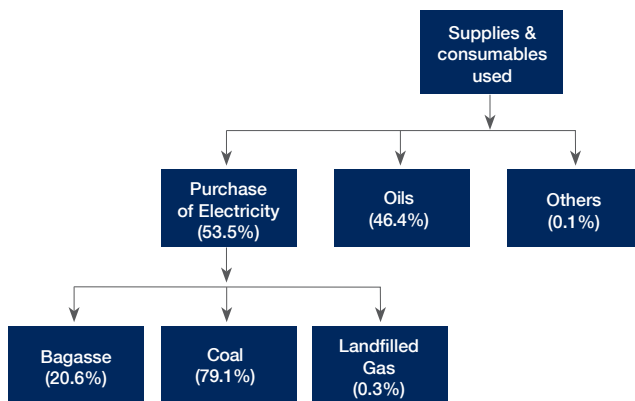 Supplies &
consumables
used
Purchase
of Electricity
(53.5%)
Oils
(46.4%)
Others
(0.1%)
Bagasse
(20.6%)
Coal
(79.1%)
Landfilled
Gas
(0.3%)